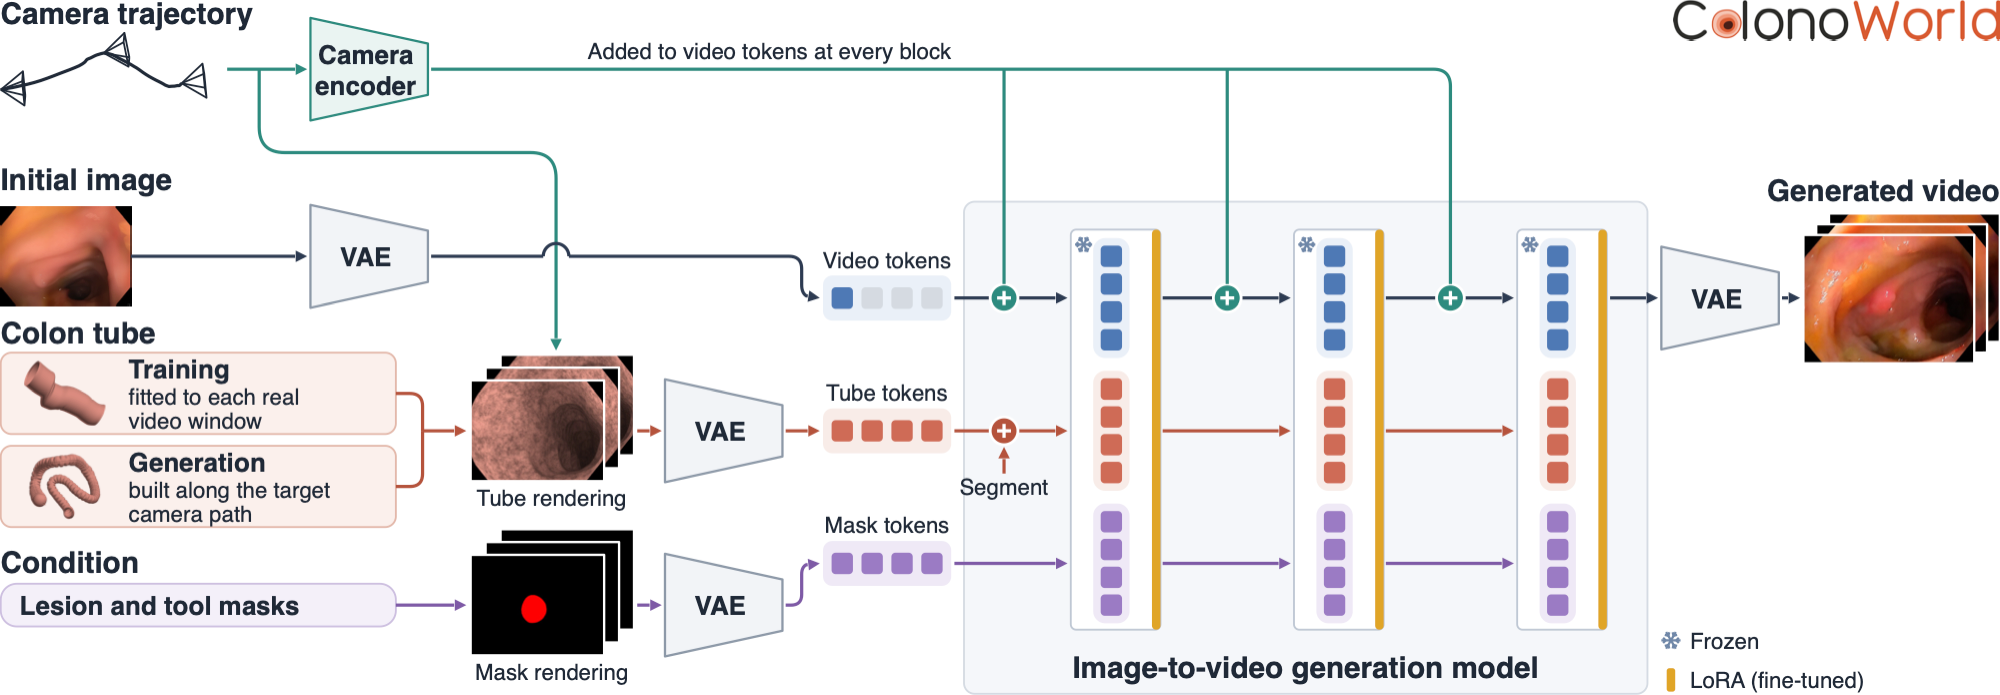 Camera trajectory
ColonoWorld
Camera
encoder
Added to video tokens at every block
Initial image
VAE
Video tokens
Generated video
VAE
Colon tube
Training
fitted to each real
video window
Generation
built along the target
camera path
Tube rendering
VAE
Tube tokens
Segment
Condition
Lesion and tool masks
Mask rendering
VAE
Mask tokens
Image-to-video generation model
Frozen
LoRA (fine-tuned)